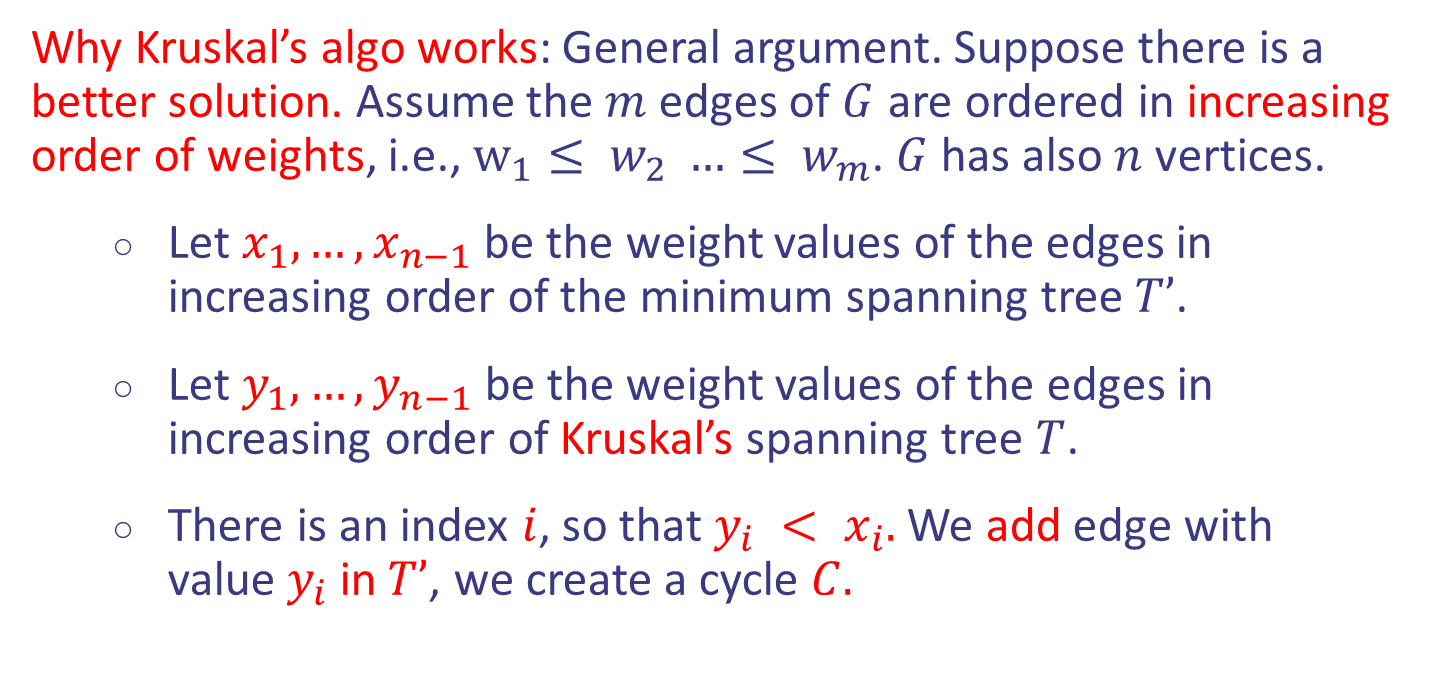 Why Kruskal’s algo works: General argument. Suppose there is a
better solution. Assume the m edges of G are ordered in increasing
order of weights, i.e., w₁ ≤ w₂ … ≤ wₘ. G has also n vertices.
○ Let x₁, … , xₙ₋₁ be the weight values of the edges in
increasing order of the minimum spanning tree T’.
○ Let y₁, … , yₙ₋₁ be the weight values of the edges in
increasing order of Kruskal’s spanning tree T.
○ There is an index i, so that yᵢ < xᵢ. We add edge with
value yᵢ in T’, we create a cycle C.